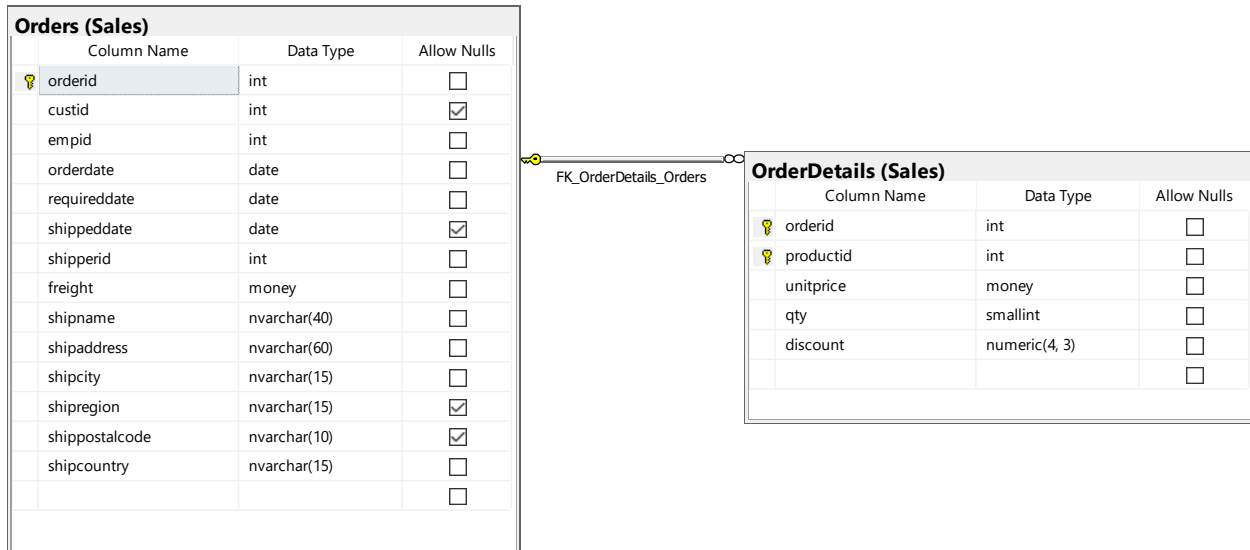 Orders (Sales)
Column Name Data Type Allow Nulls
orderid int
custid int
empid int
orderdate date
requireddate date
shippeddate date
shipperid int
freight money
shipname nvarchar(40)
shipaddress nvarchar(60)
shipcity nvarchar(15)
shipregion nvarchar(15)
shippostalcode nvarchar(10)
shipcountry nvarchar(15)
FK_OrderDetails_Orders
OrderDetails (Sales)
Column Name Data Type Allow Nulls
orderid int
productid int
unitprice money
qty smallint
discount numeric(4, 3)